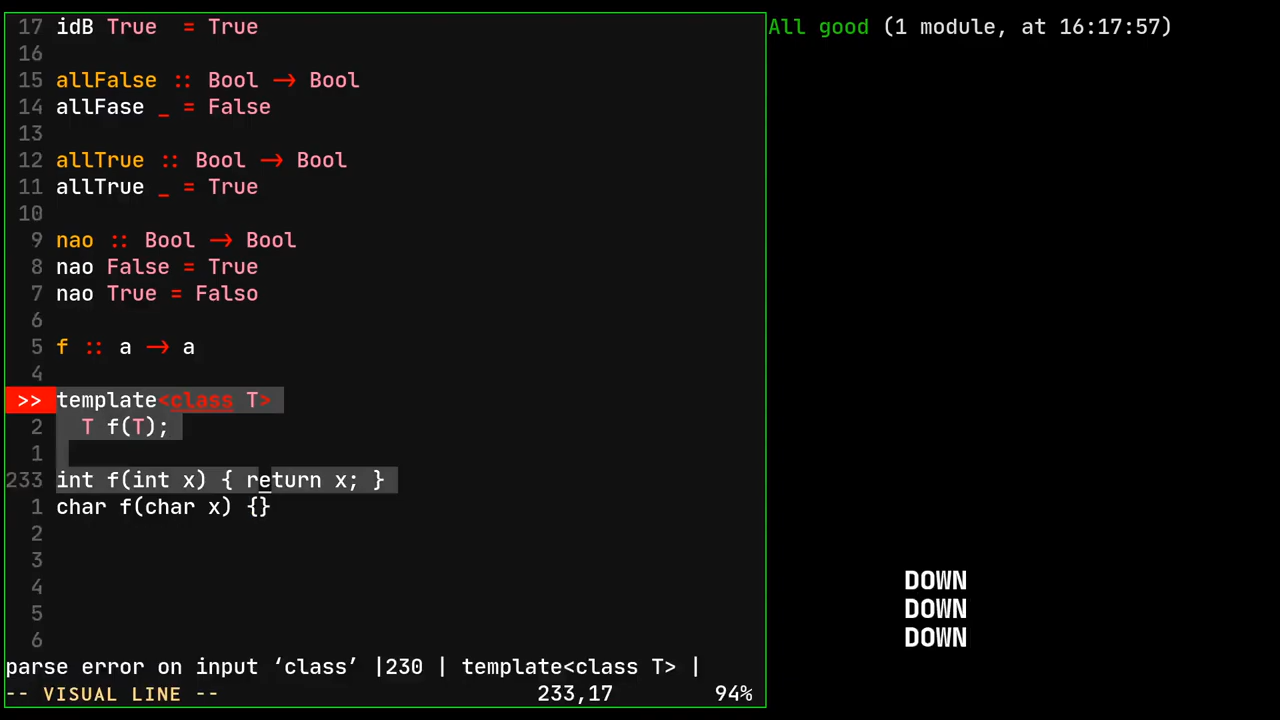 17 idB True  = True
16
15 allFalse :: Bool → Bool
14 allFase _ = False
13
12 allTrue :: Bool → Bool
11 allTrue _ = True
10
9 nao :: Bool → Bool
8 nao False = True
7 nao True = Falso
6
5 f :: a → a
4
>> template<class T>
2   T f(T);
1
233 int f(int x) { return x; }
1 char f(char x) {}
2
3
4
5
6
parse error on input ‘class’ |230 | template<class T> |
-- VISUAL LINE -- 233,17 94%
All good (1 module, at 16:17:57)
DOWN
DOWN
DOWN